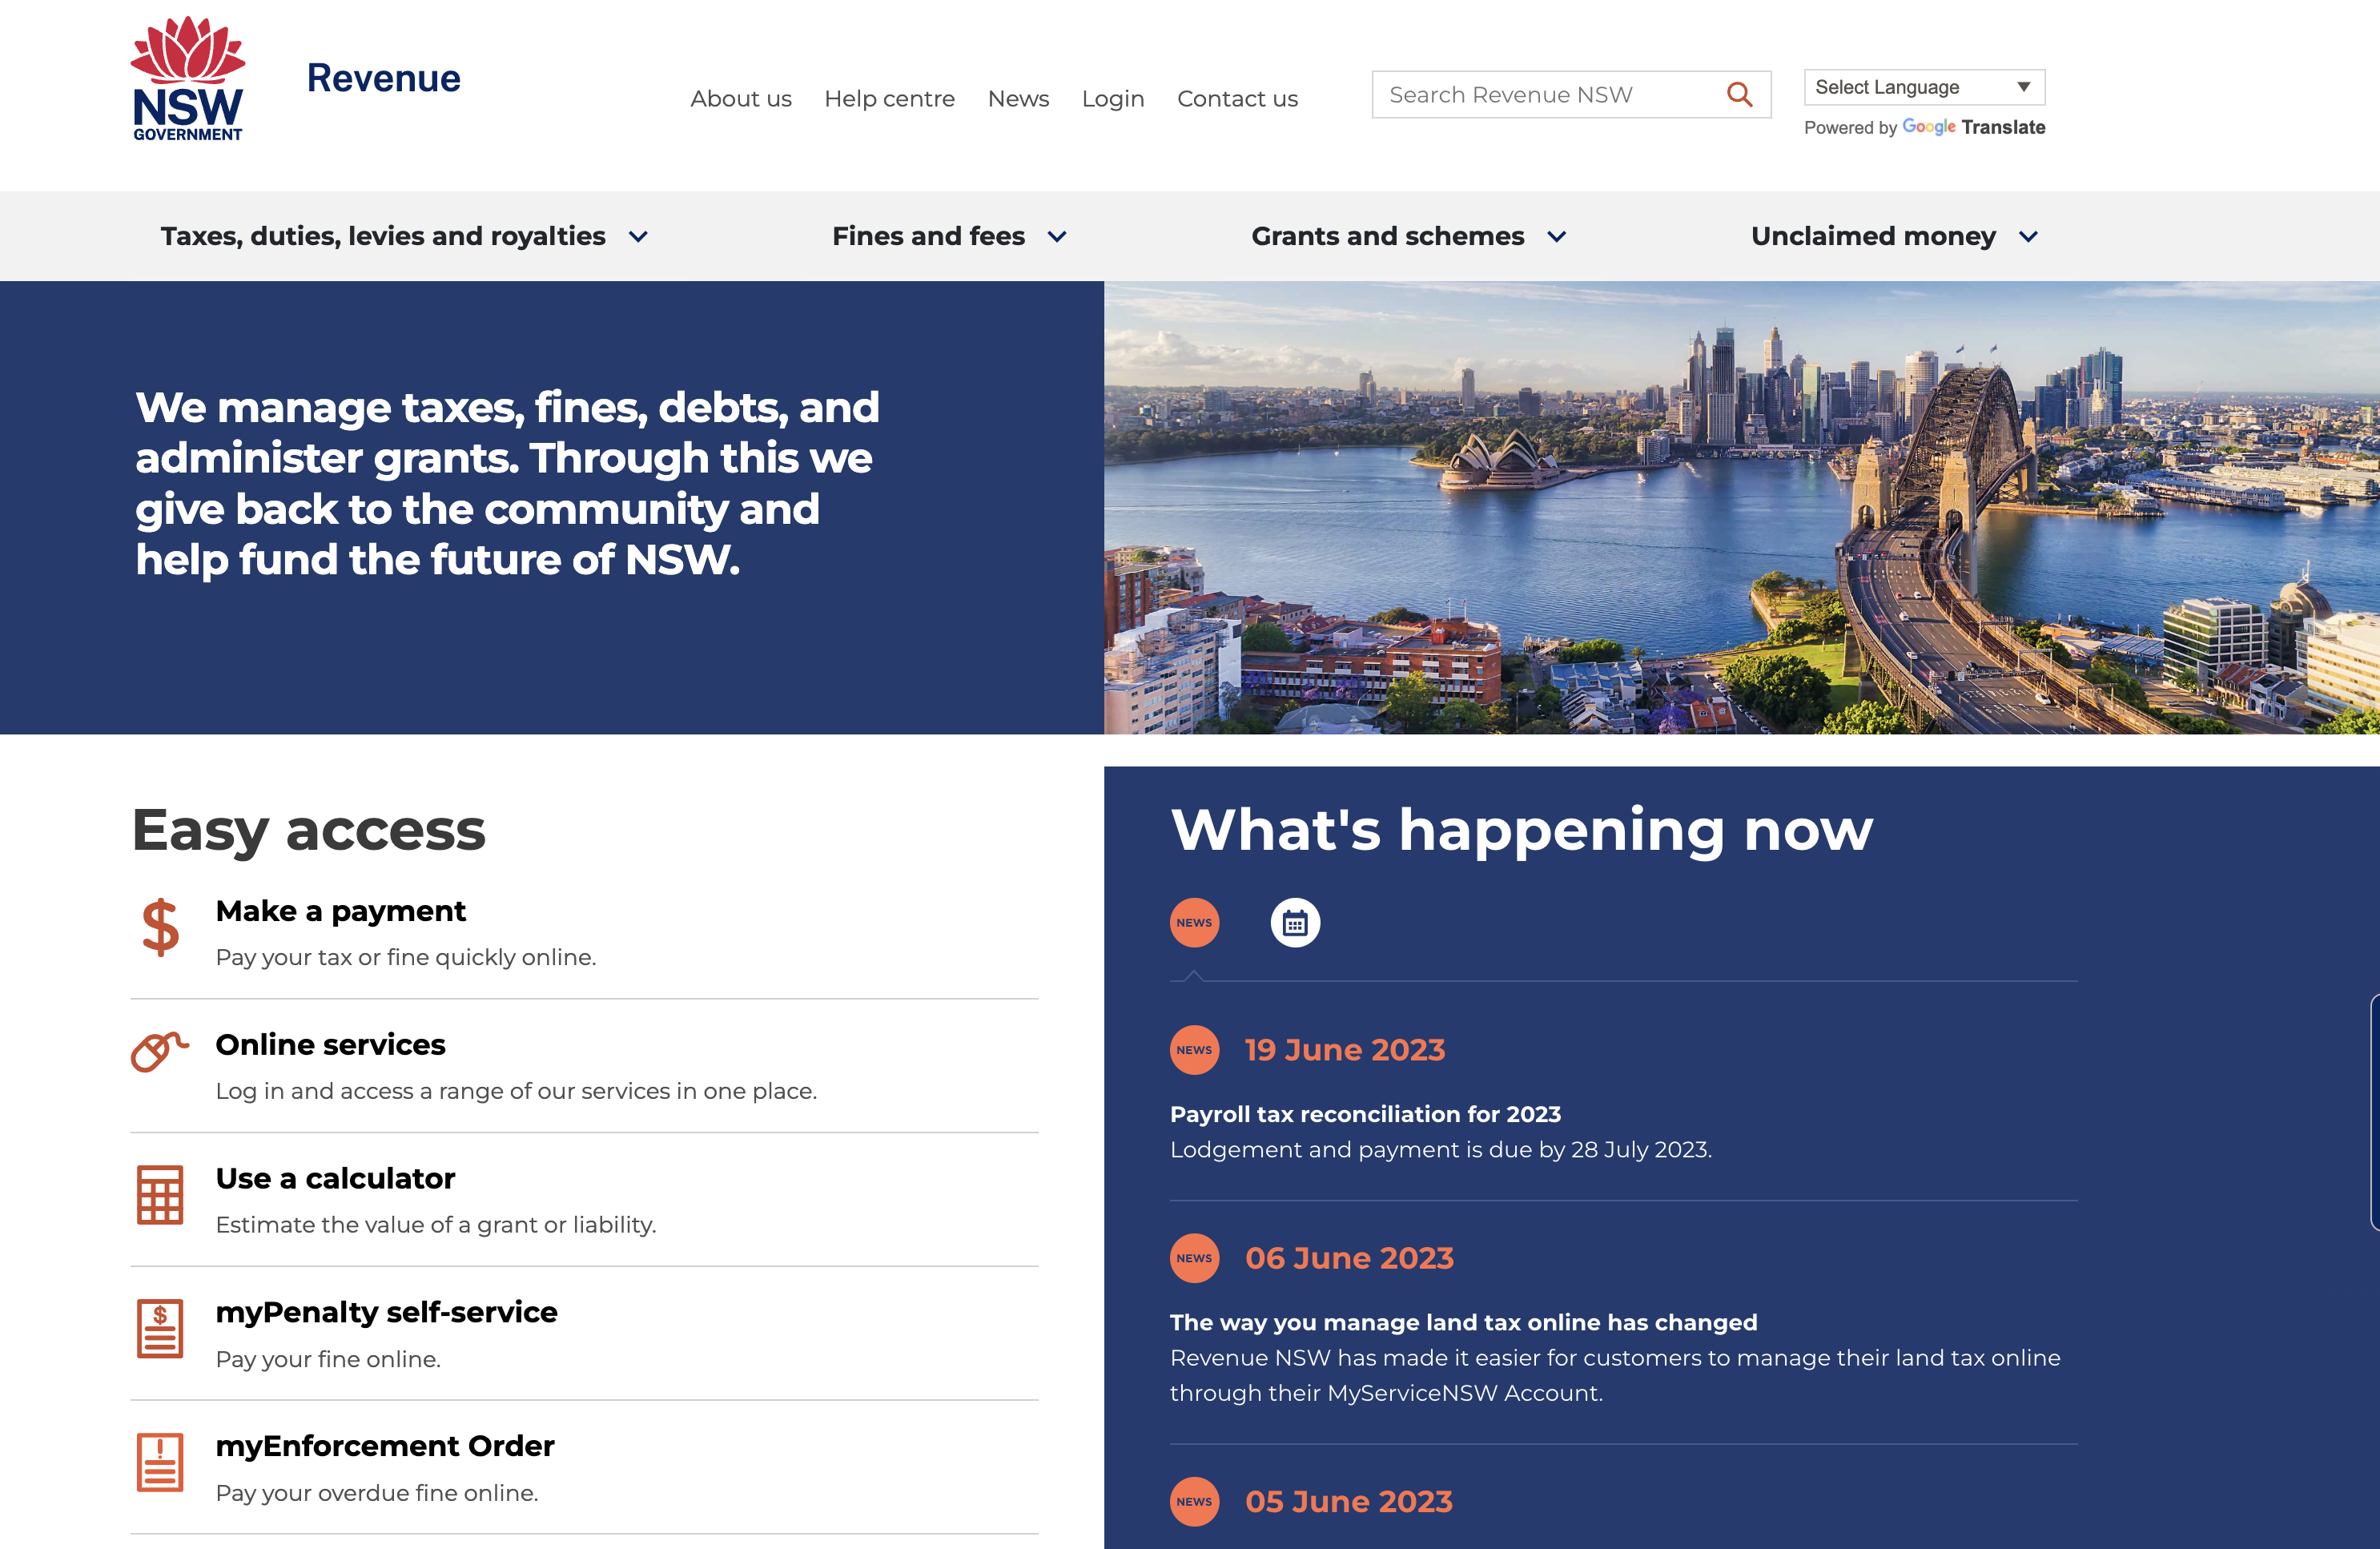 NSW
GOVERNMENT
Revenue
About us
Help centre
News
Login
Contact us
Search Revenue NSW
Select Language
Powered by Google Translate
Taxes, duties, levies and royalties
Fines and fees
Grants and schemes
Unclaimed money
We manage taxes, fines, debts, and
administer grants. Through this we
give back to the community and
help fund the future of NSW.
Easy access
Make a payment
Pay your tax or fine quickly online.
Online services
Log in and access a range of our services in one place.
Use a calculator
Estimate the value of a grant or liability.
myPenalty self-service
Pay your fine online.
myEnforcement Order
Pay your overdue fine online.
What's happening now
NEWS
NEWS
19 June 2023
Payroll tax reconciliation for 2023
Lodgement and payment is due by 28 July 2023.
NEWS
06 June 2023
The way you manage land tax online has changed
Revenue NSW has made it easier for customers to manage their land tax online
through their MyServiceNSW Account.
NEWS
05 June 2023